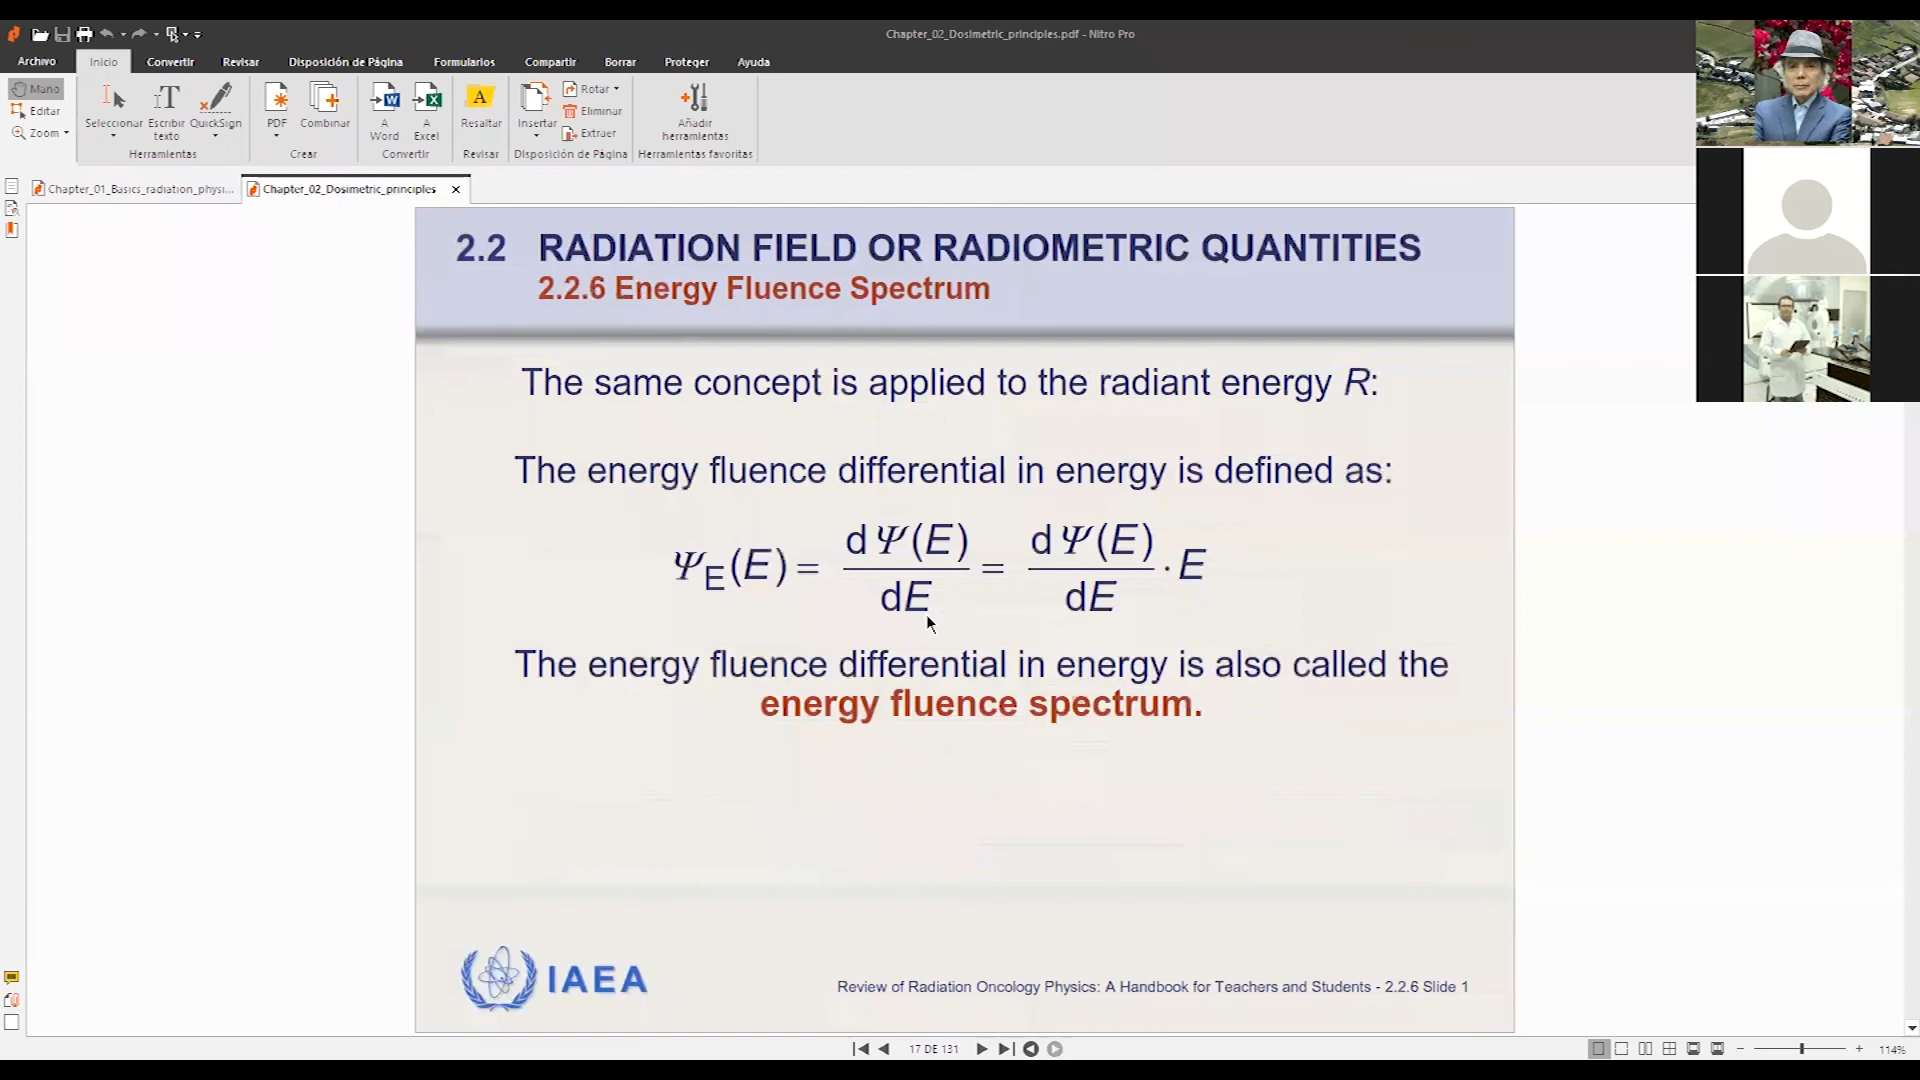 Chapter_02_Dosimetric_principles.pdf - Nitro Pro
Archivo Inicio Convertir Revisar Disposición de Página Formularios Compartir Borrar Proteger Ayuda
Mano
Editar
Zoom
Seleccionar
Escribir texto
QuickSign
Herramientas
PDF
Combinar
Crear
A Word
A Excel
Convertir
Resaltar
Revisar
Insertar
Rotar
Eliminar
Extraer
Disposición de Página
Añadir herramientas
Herramientas favoritas
Chapter_01_Basics_radiation_physi...
Chapter_02_Dosimetric_principles
2.2 RADIATION FIELD OR RADIOMETRIC QUANTITIES
2.2.6 Energy Fluence Spectrum
The same concept is applied to the radiant energy R:
The energy fluence differential in energy is defined as:
Ψ_E(E) = dΨ(E)/dE = dΨ(E)/dE · E
The energy fluence differential in energy is also called the
energy fluence spectrum.
IAEA
Review of Radiation Oncology Physics: A Handbook for Teachers and Students - 2.2.6 Slide 1
17 DE 131
114%